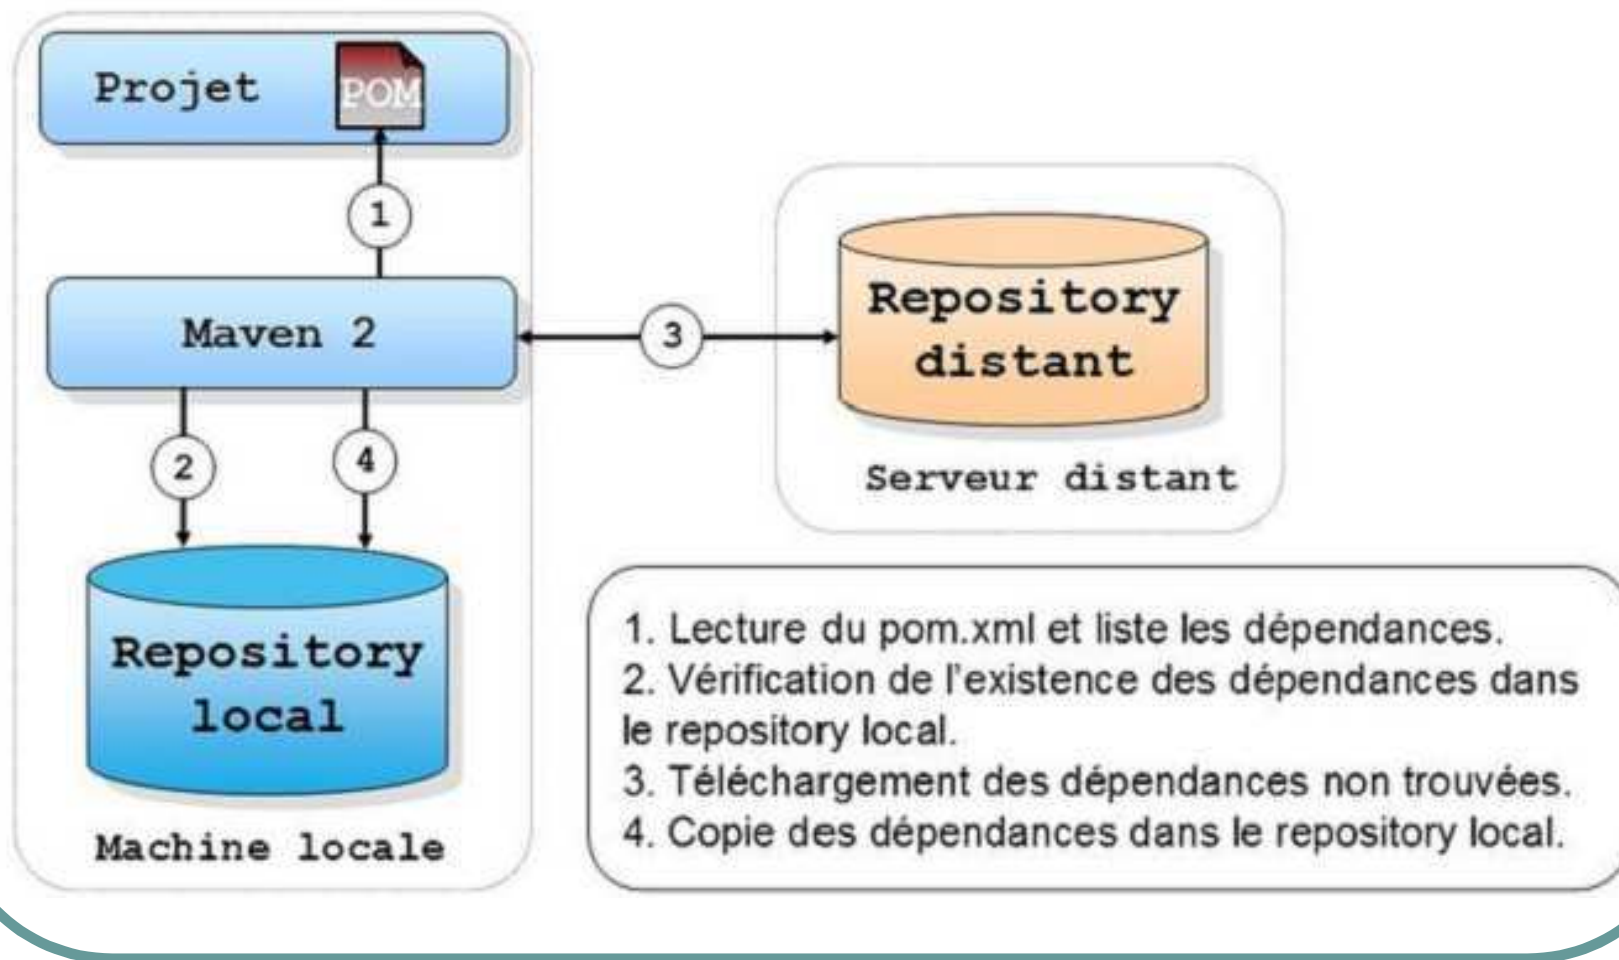 Projet
POM
1
Maven 2
3
2
4
Repository
local
Machine locale
Repository
distant
Serveur distant
1. Lecture du pom.xml et liste les dépendances.
2. Vérification de l'existence des dépendances dans
le repository local.
3. Téléchargement des dépendances non trouvées.
4. Copie des dépendances dans le repository local.